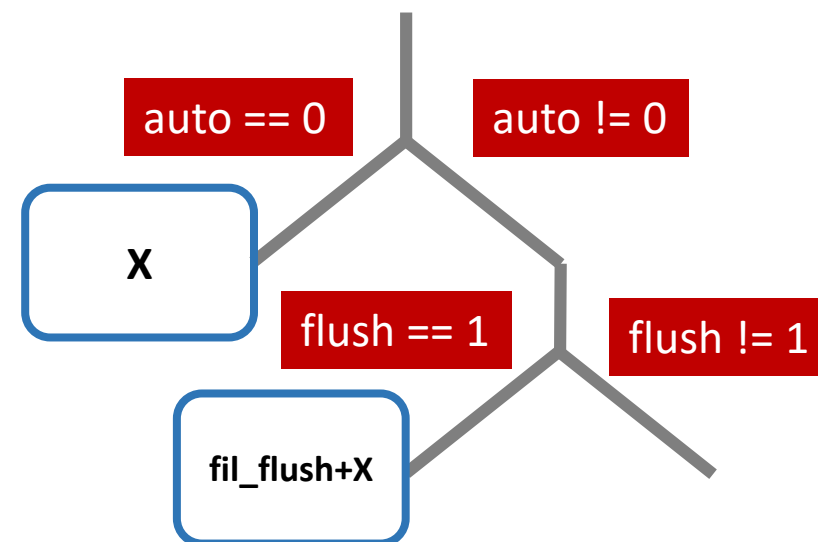 auto == 0
auto != 0
X
flush == 1
flush != 1
fil_flush+X